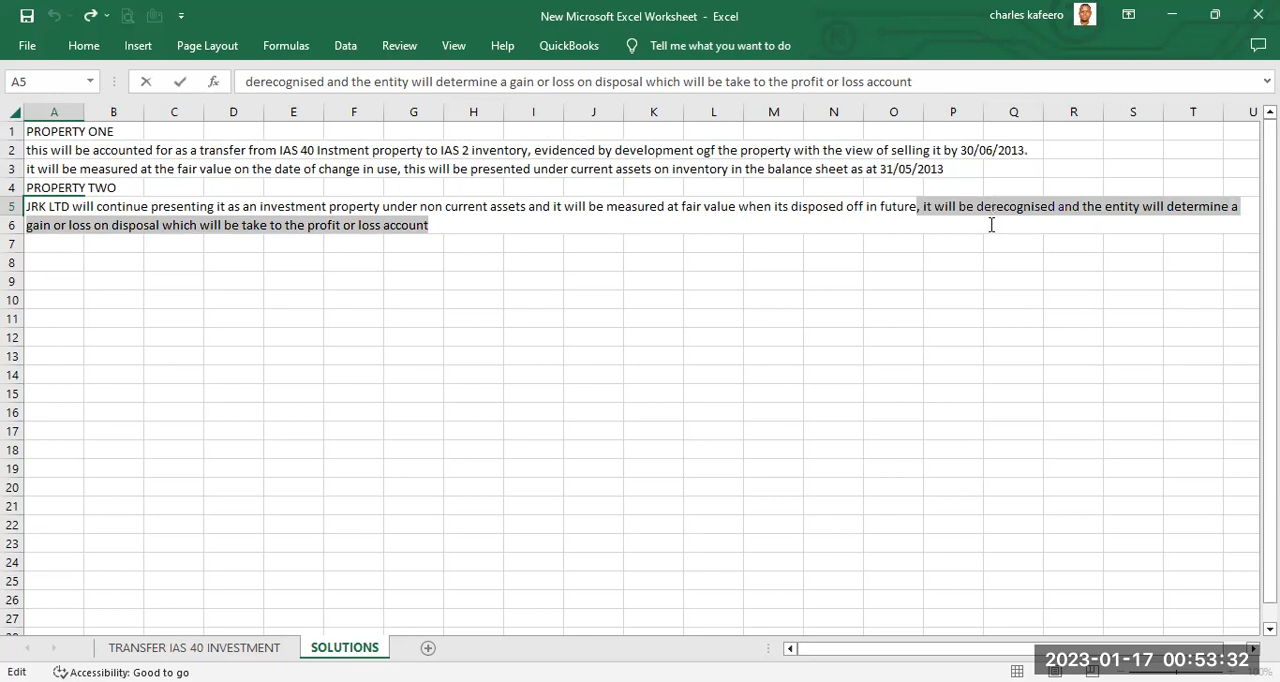 New Microsoft Excel Worksheet - Excel
charles kafeero
File Home Insert Page Layout Formulas Data Review View Help QuickBooks Tell me what you want to do
A5 fx derecognised and the entity will determine a gain or loss on disposal which will be take to the profit or loss account
A B C D E F G H I J K L M N O P Q R S T U
1 PROPERTY ONE
2 this will be accounted for as a transfer from IAS 40 Instment property to IAS 2 inventory, evidenced by development ogf the property with the view of selling it by 30/06/2013.
3 it will be measured at the fair value on the date of change in use, this will be presented under current assets on inventory in the balance sheet as at 31/05/2013
4 PROPERTY TWO
5 JRK LTD will continue presenting it as an investment property under non current assets and it will be measured at fair value when its disposed off in future, it will be derecognised and the entity will determine a
6 gain or loss on disposal which will be take to the profit or loss account
7
8
9
10
11
12
13
14
15
16
17
18
19
20
21
22
23
24
25
26
27
TRANSFER IAS 40 INVESTMENT SOLUTIONS
2023-01-17 00:53:32
Edit Accessibility: Good to go 100%